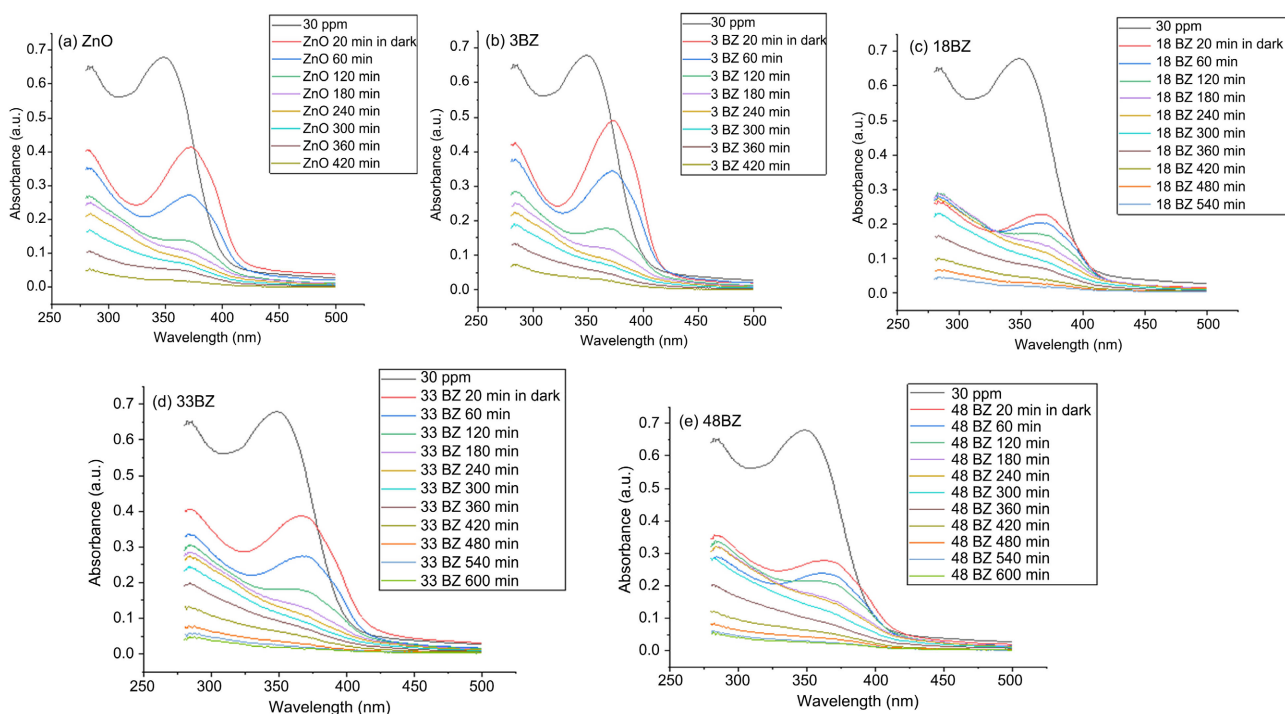 (a) ZnO
30 ppm
ZnO 20 min in dark
ZnO 60 min
ZnO 120 min
ZnO 180 min
ZnO 240 min
ZnO 300 min
ZnO 360 min
ZnO 420 min
Absorbance (a.u.)
0.7
0.6
0.5
0.4
0.3
0.2
0.1
0.0
250
300
350
400
450
500
Wavelength (nm)
(b) 3BZ
30 ppm
3 BZ 20 min in dark
3 BZ 60 min
3 BZ 120 min
3 BZ 180 min
3 BZ 240 min
3 BZ 300 min
3 BZ 360 min
3 BZ 420 min
Absorbance (a.u.)
0.7
0.6
0.5
0.4
0.3
0.2
0.1
0.0
250
300
350
400
450
500
Wavelength (nm)
(c) 18BZ
30 ppm
18 BZ 20 min in dark
18 BZ 60 min
18 BZ 120 min
18 BZ 180 min
18 BZ 240 min
18 BZ 300 min
18 BZ 360 min
18 BZ 420 min
18 BZ 480 min
18 BZ 540 min
Absorbance (a.u.)
0.7
0.6
0.5
0.4
0.3
0.2
0.1
0.0
250
300
350
400
450
500
Wavelength (nm)
(d) 33BZ
30 ppm
33 BZ 20 min in dark
33 BZ 60 min
33 BZ 120 min
33 BZ 180 min
33 BZ 240 min
33 BZ 300 min
33 BZ 360 min
33 BZ 420 min
33 BZ 480 min
33 BZ 540 min
33 BZ 600 min
Absorbance (a.u.)
0.7
0.6
0.5
0.4
0.3
0.2
0.1
0.0
200
250
300
350
400
450
500
Wavelength (nm)
(e) 48BZ
30 ppm
48 BZ 20 min in dark
48 BZ 60 min
48 BZ 120 min
48 BZ 180 min
48 BZ 240 min
48 BZ 300 min
48 BZ 360 min
48 BZ 420 min
48 BZ 480 min
48 BZ 540 min
48 BZ 600 min
Absorbance (a.u.)
0.7
0.6
0.5
0.4
0.3
0.2
0.1
0.0
250
300
350
400
450
500
Wavelength (nm)